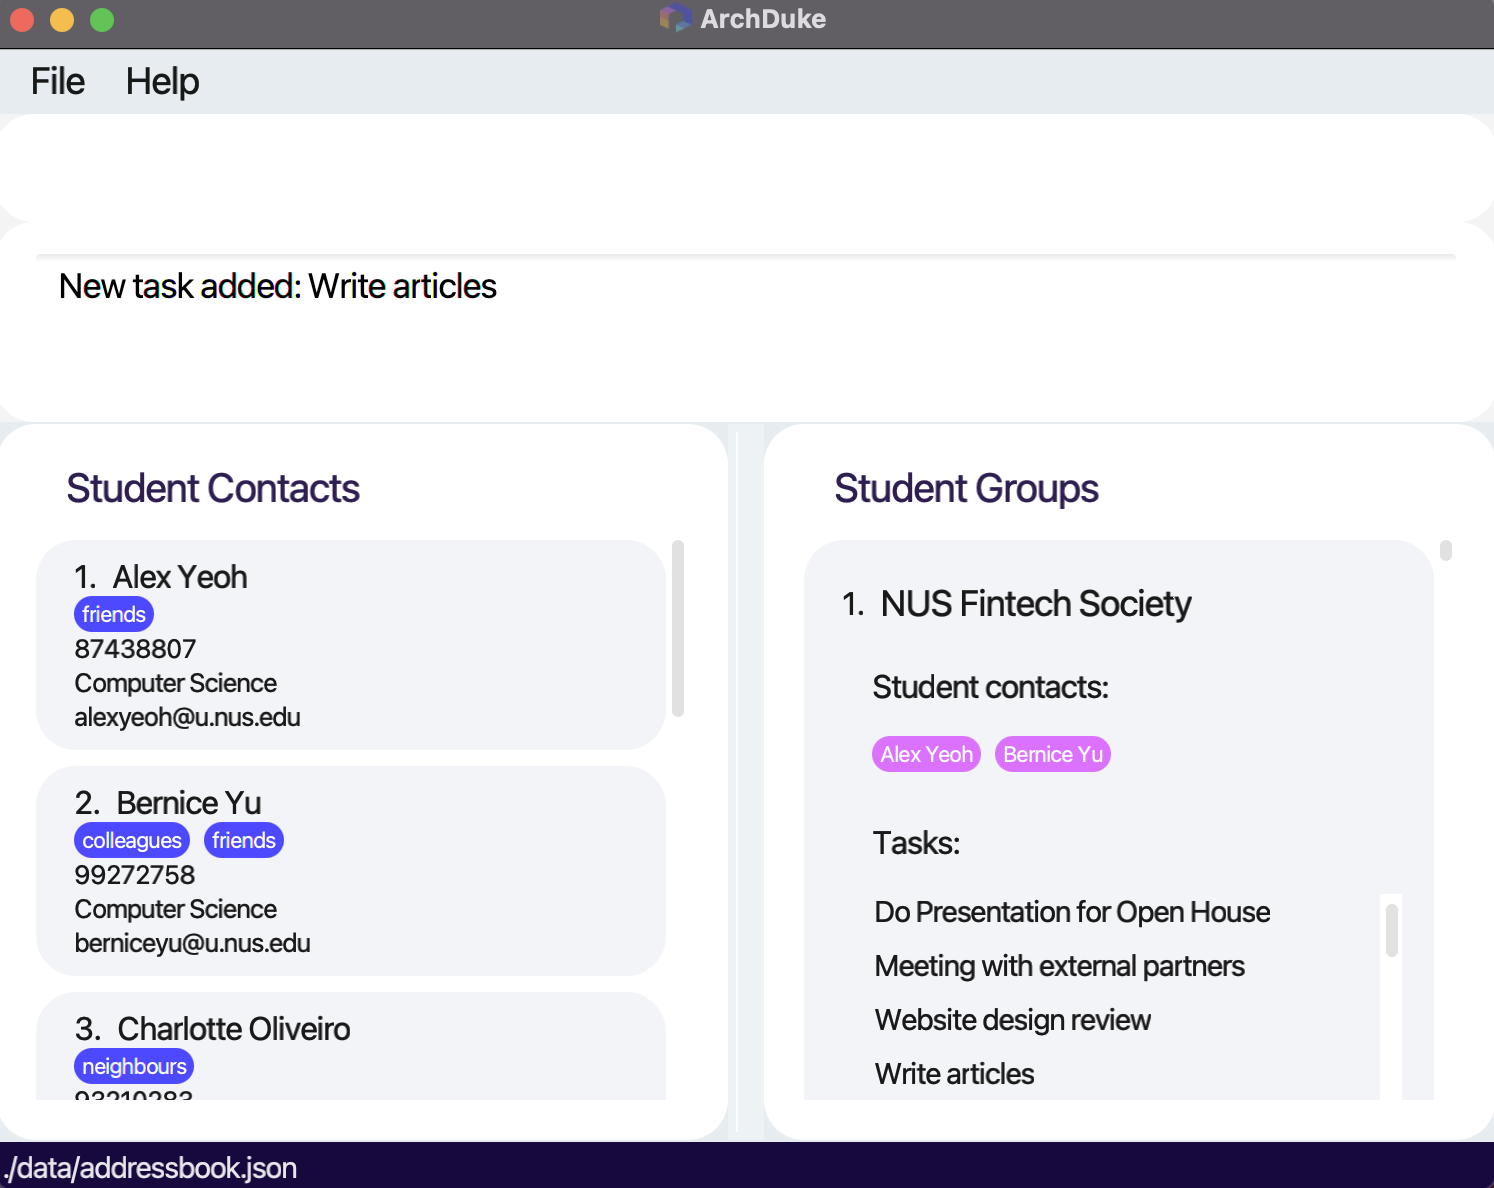 ArchDuke
File Help
New task added: Write articles
Student Contacts
1. Alex Yeoh
friends
87438807
Computer Science
alexyeoh@u.nus.edu
2. Bernice Yu
colleagues friends
99272758
Computer Science
berniceyu@u.nus.edu
3. Charlotte Oliveiro
neighbours
93210283
Student Groups
1. NUS Fintech Society
Student contacts:
Alex Yeoh Bernice Yu
Tasks:
Do Presentation for Open House
Meeting with external partners
Website design review
Write articles
./data/addressbook.json